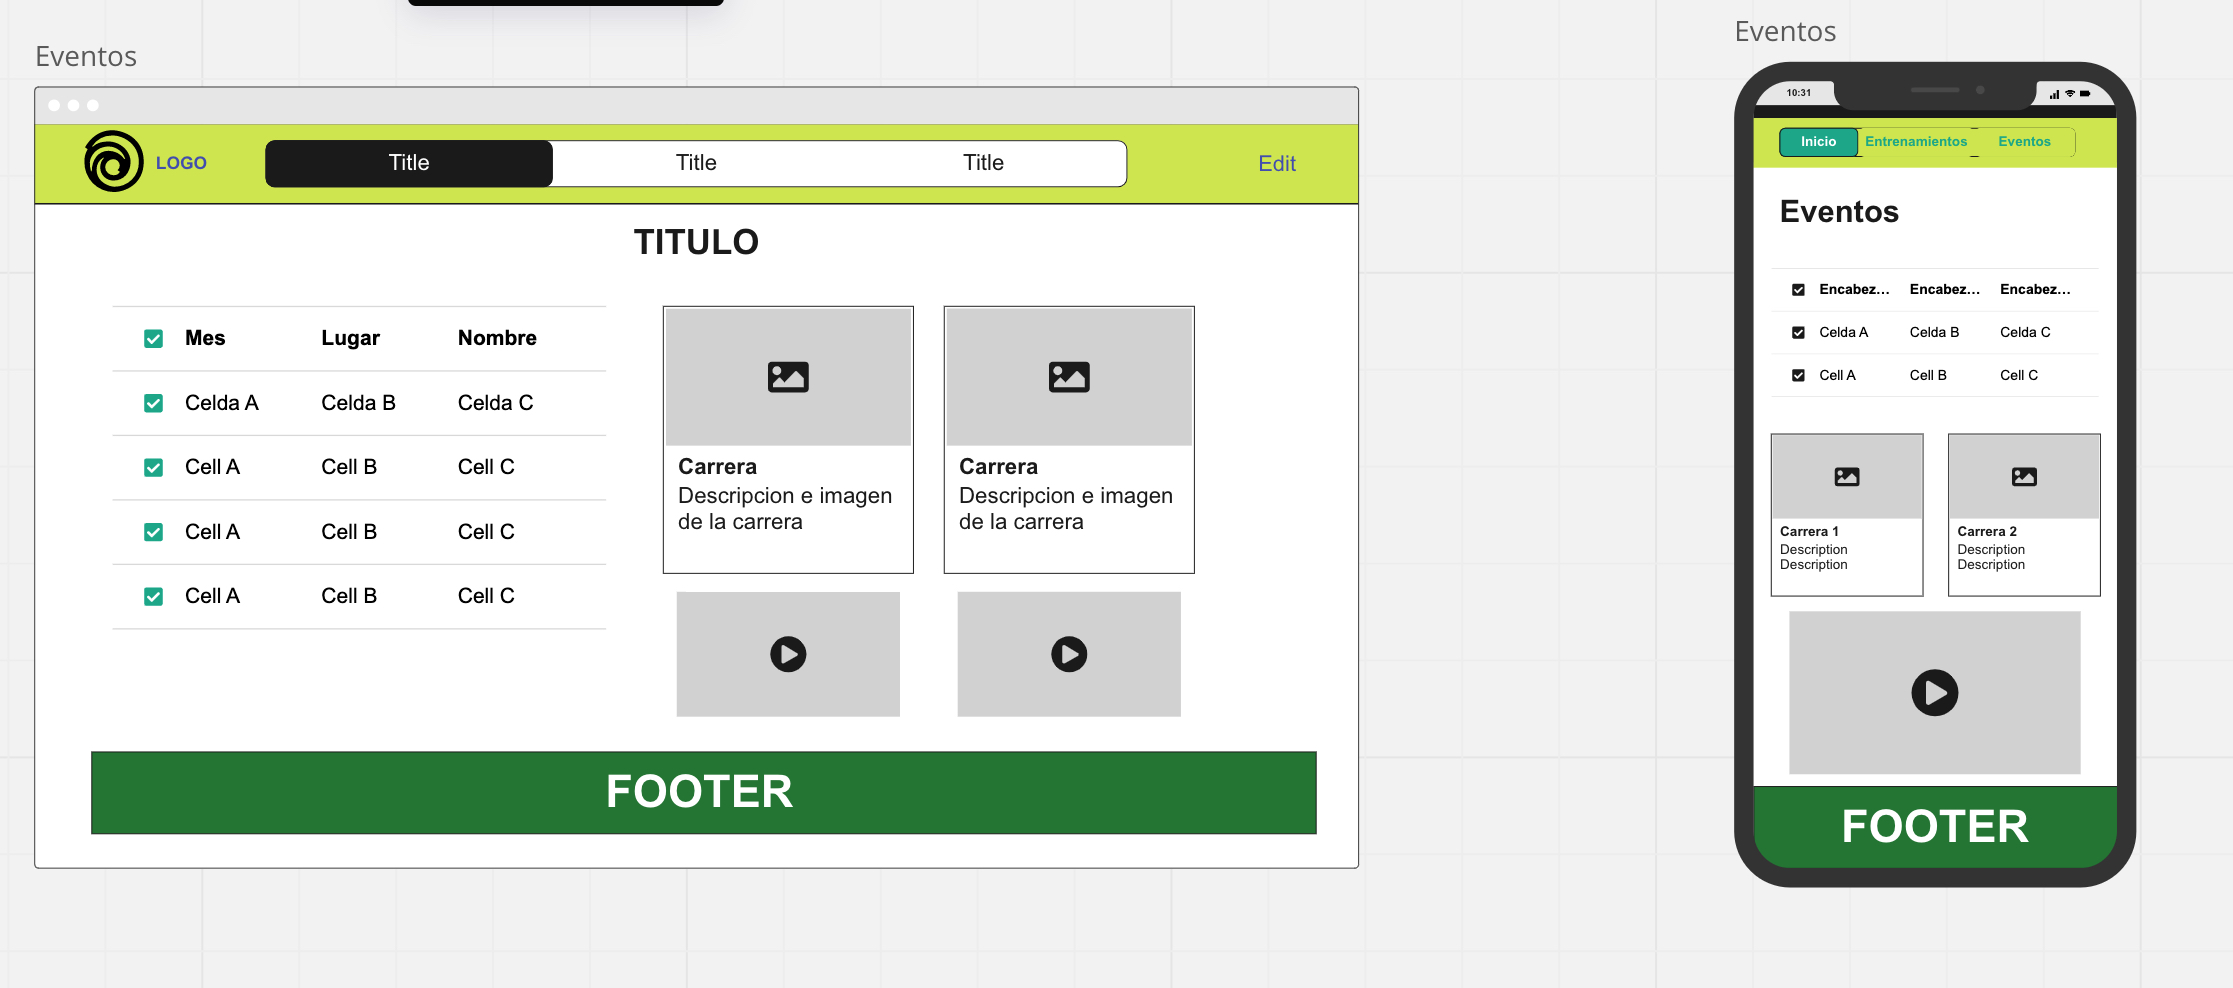 Eventos
LOGO
Title Title Title
Edit
TITULO
Mes Lugar Nombre
Celda A Celda B Celda C
Cell A Cell B Cell C
Cell A Cell B Cell C
Cell A Cell B Cell C
Carrera
Descripcion e imagen
de la carrera
Carrera
Descripcion e imagen
de la carrera
FOOTER
Eventos
10:31
Inicio Entrenamientos Eventos
Eventos
Encabez... Encabez... Encabez...
Celda A Celda B Celda C
Cell A Cell B Cell C
Carrera 1
Description
Description
Carrera 2
Description
Description
FOOTER